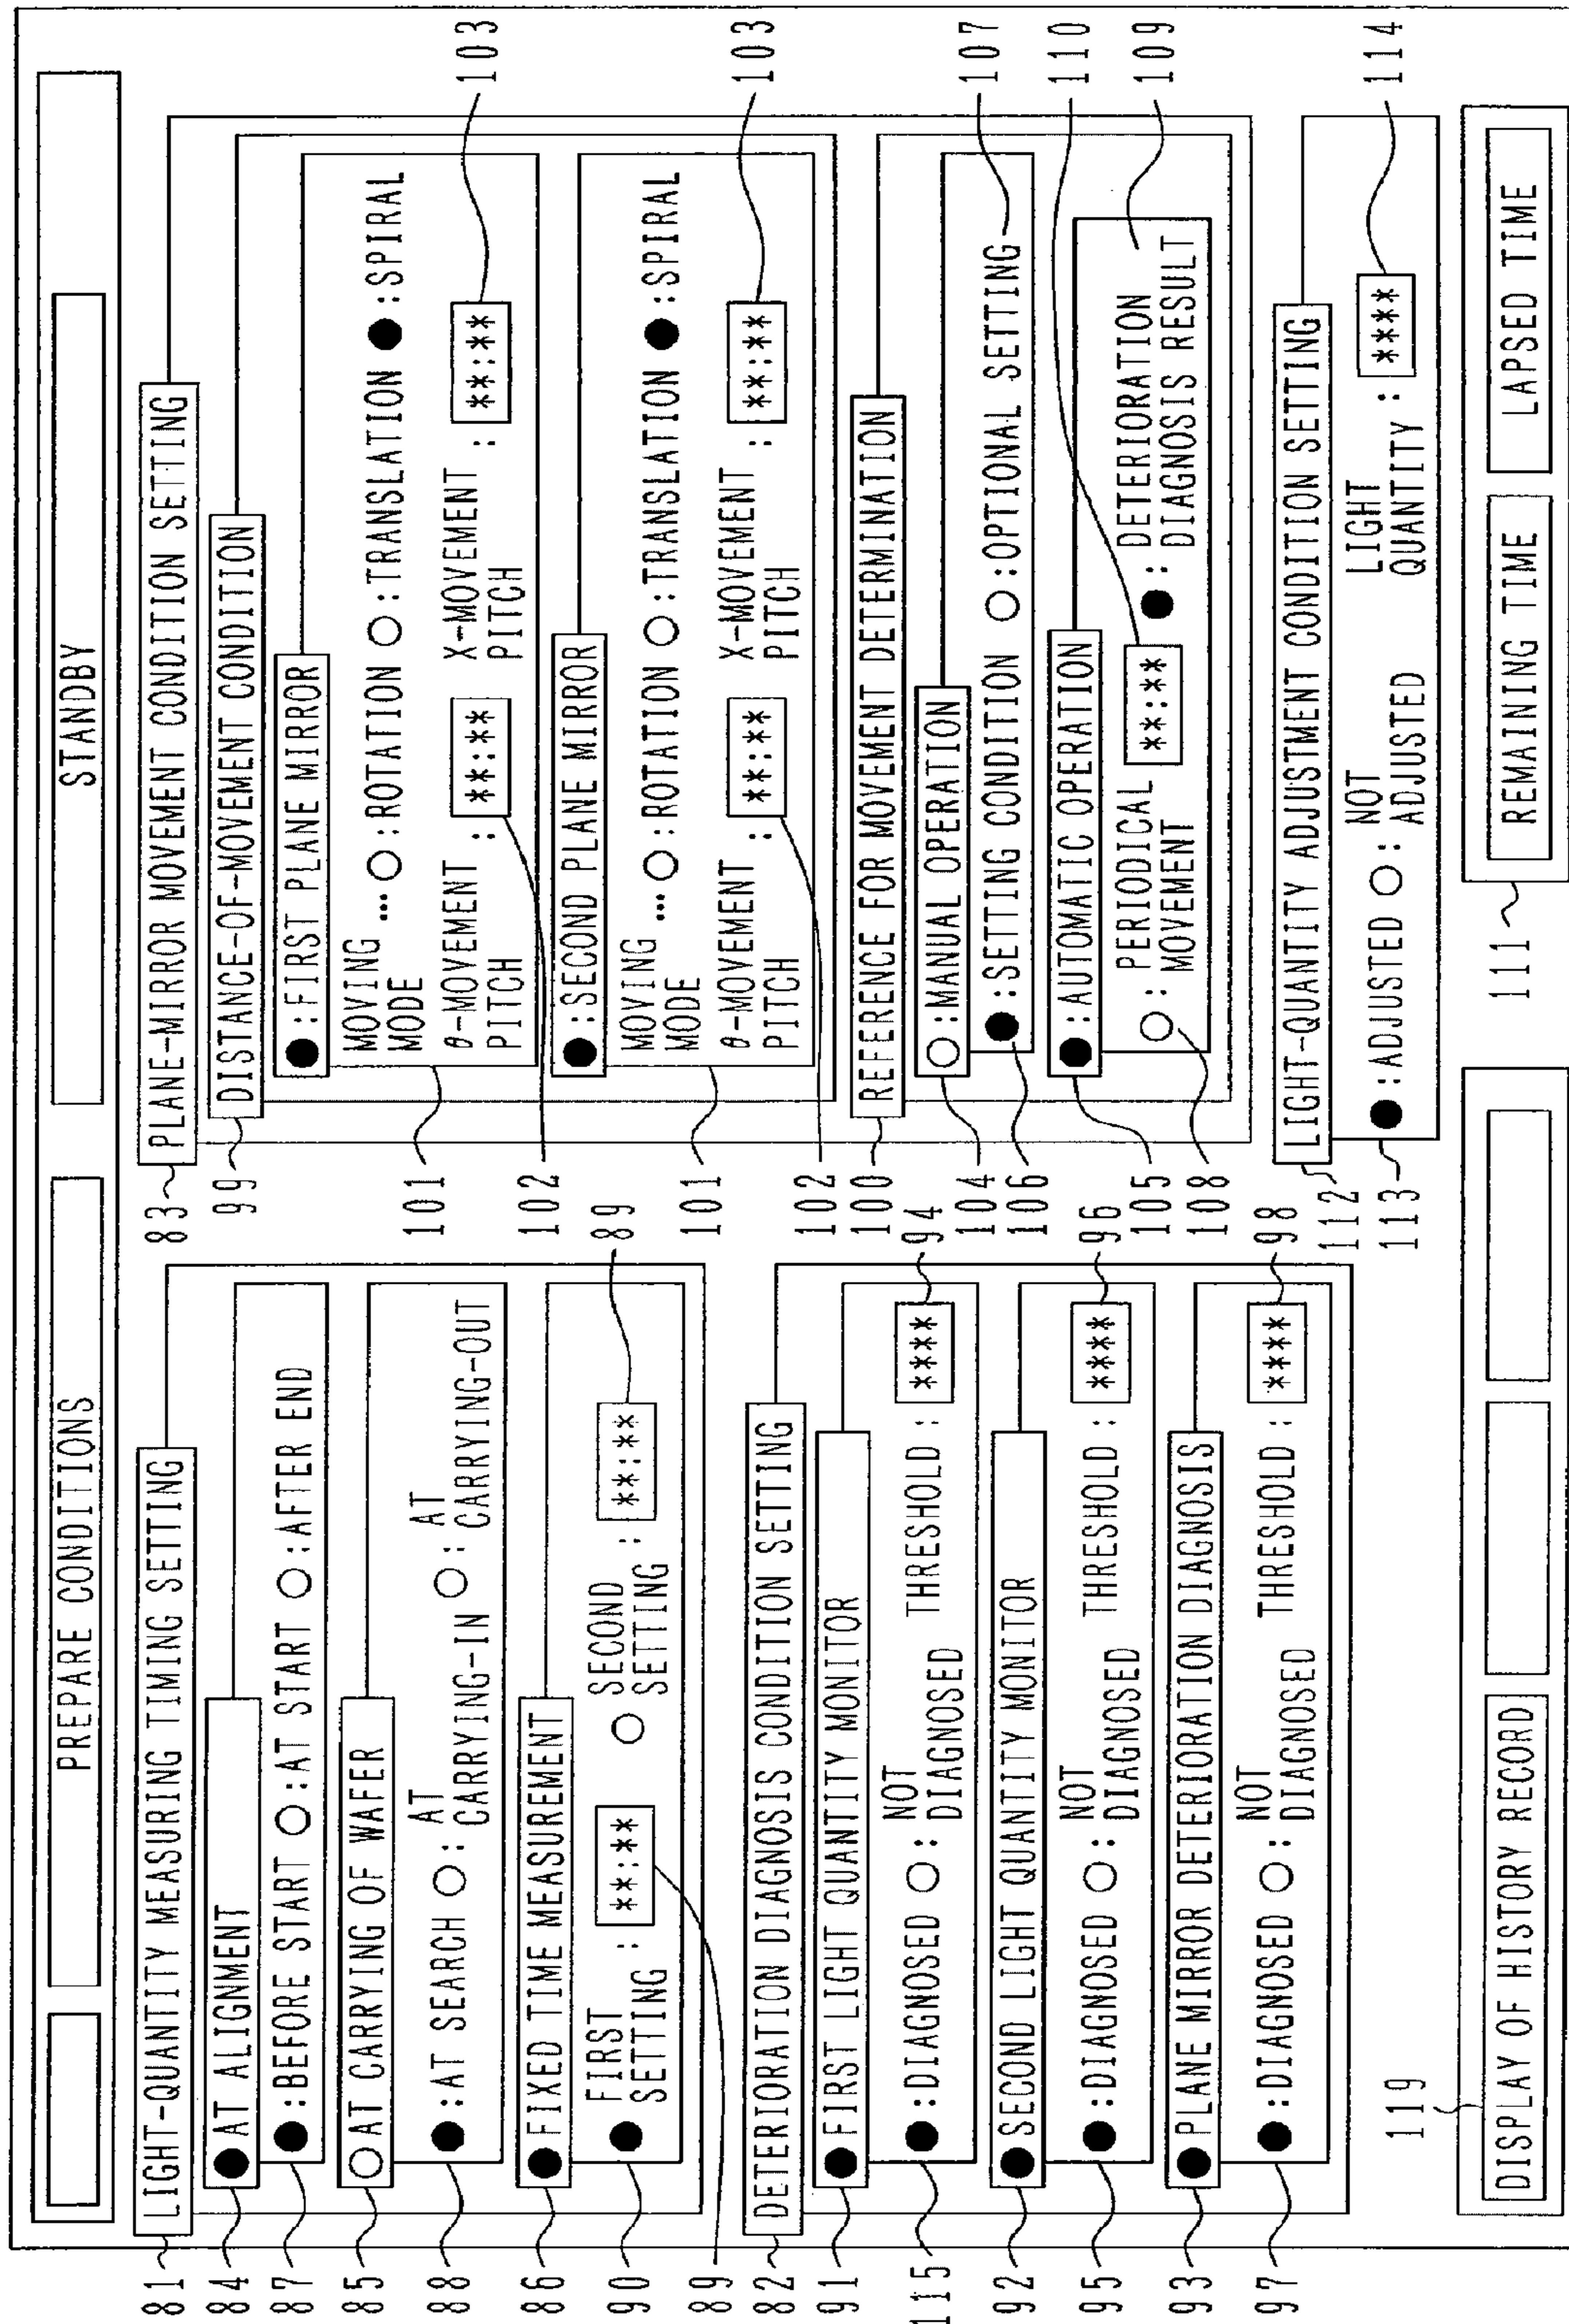 PREPARE CONDITIONS
STANDBY
81
LIGHT-QUANTITY MEASURING TIMING SETTING
84
● AT ALIGNMENT
87
●:BEFORE START ○:AT START ○:AFTER END
85
○AT CARRYING OF WAFER
88
●:AT SEARCH ○: AT CARRYING-IN ○: AT CARRYING-OUT
86
● FIXED TIME MEASUREMENT
90
● FIRST SETTING : **:** ○ SECOND SETTING : **:**
89
89
82
DETERIORATION DIAGNOSIS CONDITION SETTING
91
● FIRST LIGHT QUANTITY MONITOR
115
●:DIAGNOSED ○: NOT DIAGNOSED THRESHOLD : ****
94
92
● SECOND LIGHT QUANTITY MONITOR
95
●:DIAGNOSED ○: NOT DIAGNOSED THRESHOLD : ****
96
93
● PLANE MIRROR DETERIORATION DIAGNOSIS
97
●:DIAGNOSED ○: NOT DIAGNOSED THRESHOLD : ****
98
83
PLANE-MIRROR MOVEMENT CONDITION SETTING
99
DISTANCE-OF-MOVEMENT CONDITION
●:FIRST PLANE MIRROR
101
MOVING MODE …○:ROTATION ○:TRANSLATION ●:SPIRAL
θ-MOVEMENT PITCH : **:** X-MOVEMENT PITCH : **:**
102
103
●:SECOND PLANE MIRROR
101
MOVING MODE …○:ROTATION ○:TRANSLATION ●:SPIRAL
θ-MOVEMENT PITCH : **:** X-MOVEMENT PITCH : **:**
102
103
100
REFERENCE FOR MOVEMENT DETERMINATION
104
○:MANUAL OPERATION
106
●:SETTING CONDITION ○:OPTIONAL SETTING
107
105
●:AUTOMATIC OPERATION
110
108
○: PERIODICAL MOVEMENT **:** ●: DETERIORATION DIAGNOSIS RESULT
109
112
LIGHT-QUANTITY ADJUSTMENT CONDITION SETTING
113
●:ADJUSTED ○: NOT ADJUSTED LIGHT QUANTITY : ****
114
119
DISPLAY OF HISTORY RECORD
111
REMAINING TIME
LAPSED TIME